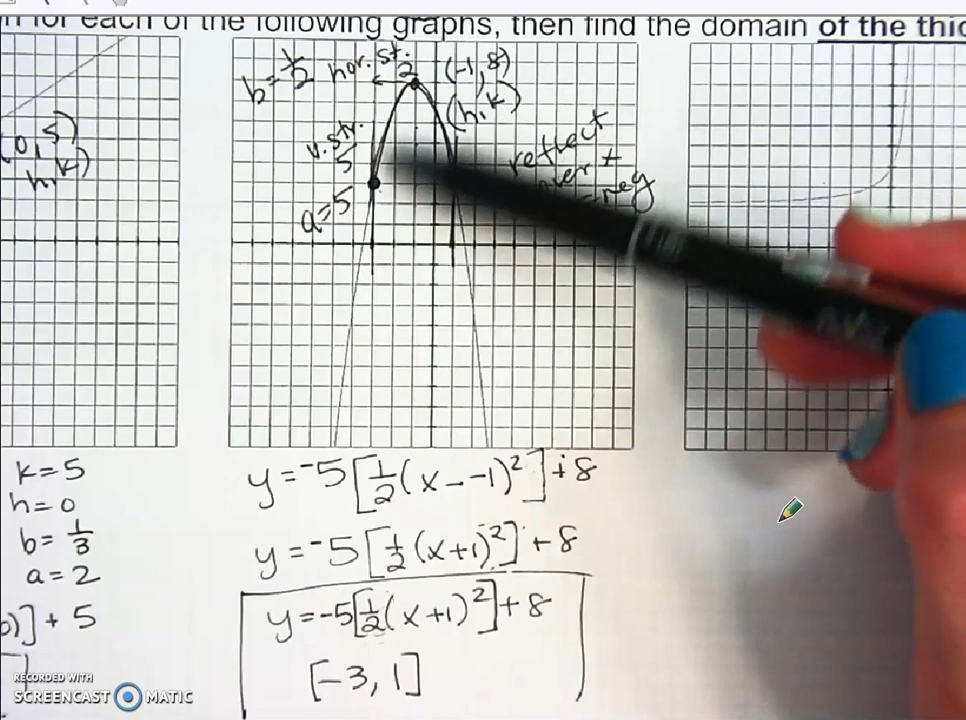 for each of the following graphs, then find the domain of the thic
b=½ hor. st. 2
(-1, 8)
(h, k)
(0, 5)
h, k)
v. str. 5
a=5
reflect
over x
neg
k=5
h=0
b=1/3
a=2
)] + 5
y=⁻5[½(x--1)²]+8
y=⁻5[½(x+1)²]+8
y=-5[½(x+1)²]+8
[-3, 1]
RECORDED WITH
SCREENCAST MATIC